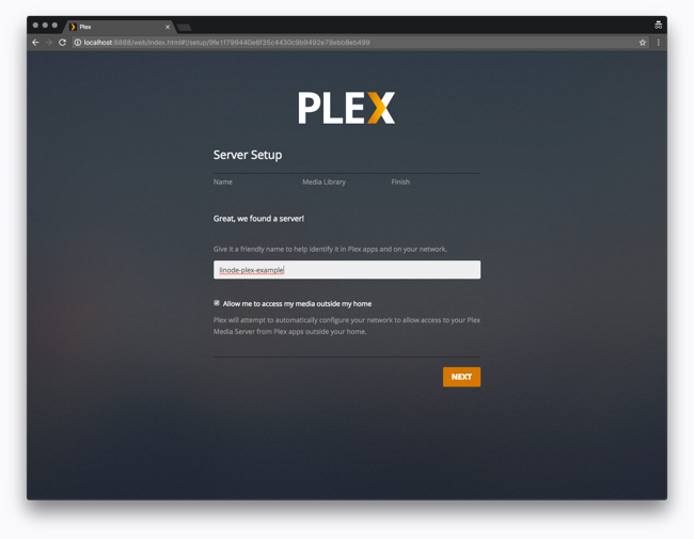 Plex
localhost:8888/web/index.html#!/setup/
PLEX
Server Setup
Name Media Library Finish
Great, we found a server!
Give it a friendly name to help identify it in Plex apps and on your network.
linode-plex-example
Allow me to access my media outside my home
Plex will attempt to automatically configure your network to allow access to your Plex
Media Server from Plex apps outside your home.
NEXT